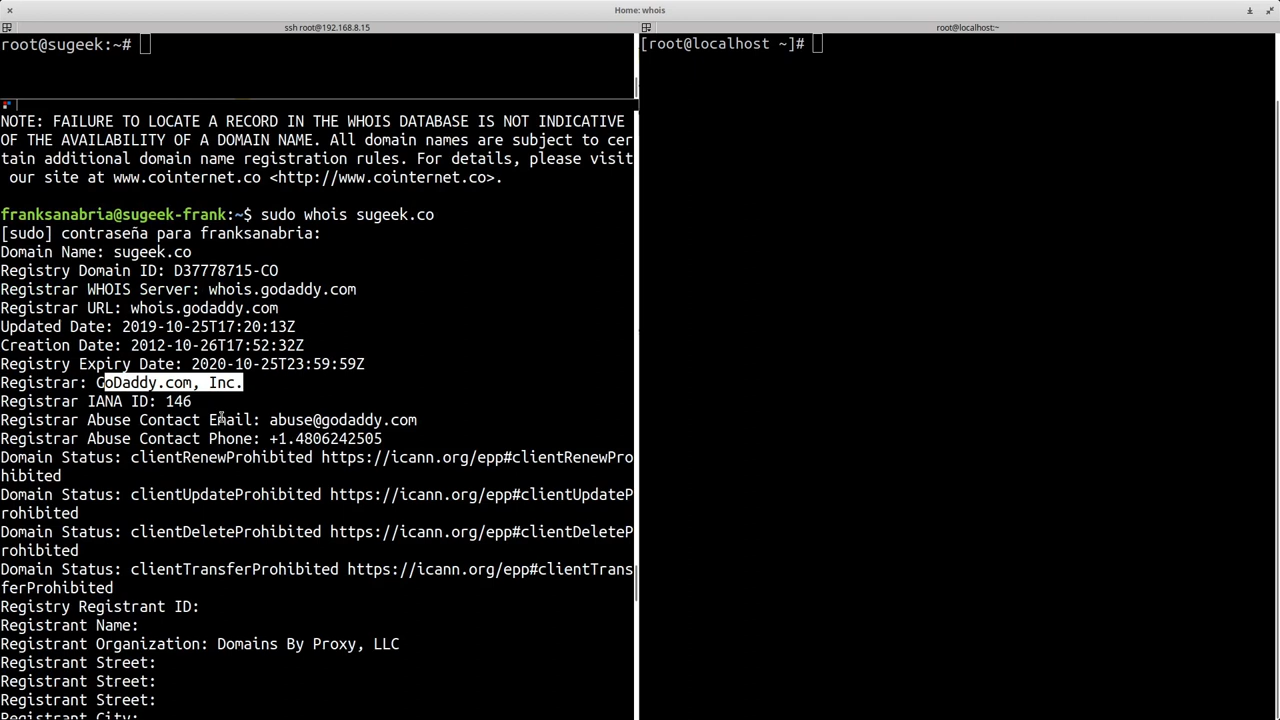 Home: whois
ssh root@192.168.8.15
root@localhost:~
root@sugeek:~#
[root@localhost ~]#
NOTE: FAILURE TO LOCATE A RECORD IN THE WHOIS DATABASE IS NOT INDICATIVE
OF THE AVAILABILITY OF A DOMAIN NAME. All domain names are subject to cer
tain additional domain name registration rules. For details, please visit
our site at www.cointernet.co <http://www.cointernet.co>.
franksanabria@sugeek-frank:~$ sudo whois sugeek.co
[sudo] contraseña para franksanabria:
Domain Name: sugeek.co
Registry Domain ID: D37778715-CO
Registrar WHOIS Server: whois.godaddy.com
Registrar URL: whois.godaddy.com
Updated Date: 2019-10-25T17:20:13Z
Creation Date: 2012-10-26T17:52:32Z
Registry Expiry Date: 2020-10-25T23:59:59Z
Registrar: GoDaddy.com, Inc.
Registrar IANA ID: 146
Registrar Abuse Contact Email: abuse@godaddy.com
Registrar Abuse Contact Phone: +1.4806242505
Domain Status: clientRenewProhibited https://icann.org/epp#clientRenewPro
hibited
Domain Status: clientUpdateProhibited https://icann.org/epp#clientUpdateP
rohibited
Domain Status: clientDeleteProhibited https://icann.org/epp#clientDeleteP
rohibited
Domain Status: clientTransferProhibited https://icann.org/epp#clientTrans
ferProhibited
Registry Registrant ID:
Registrant Name:
Registrant Organization: Domains By Proxy, LLC
Registrant Street:
Registrant Street:
Registrant Street:
Registrant City: